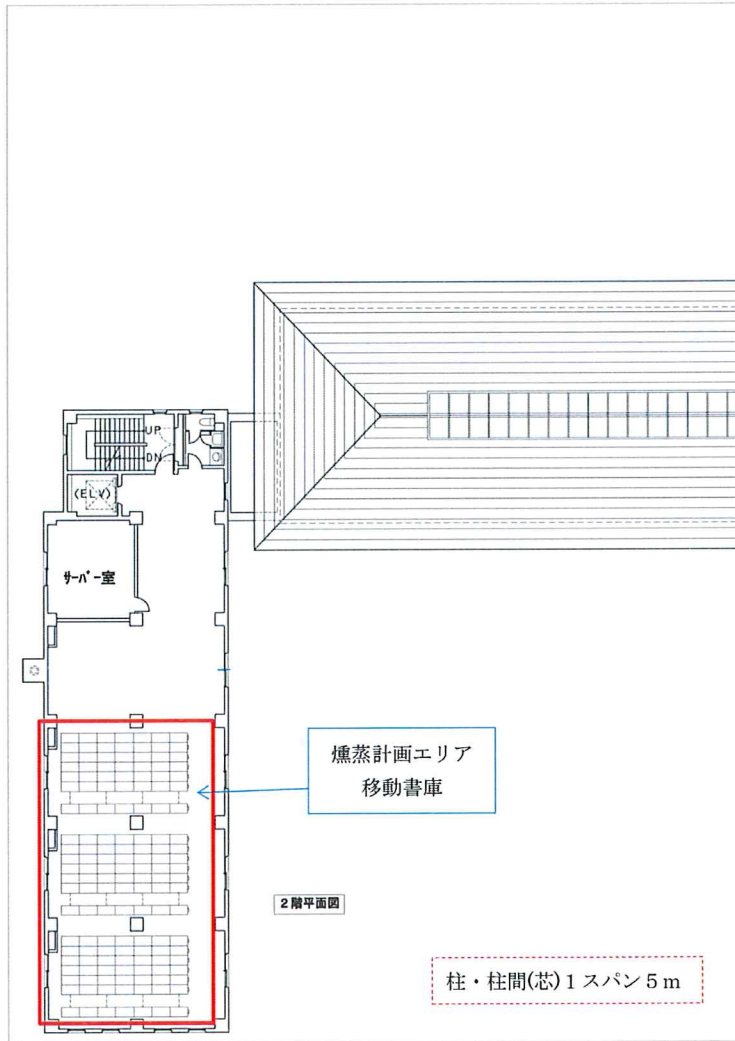 UP
DN
(ELV)
サーバー室
燻蒸計画エリア
移動書庫
2階平面図
柱・柱間(芯)1スパン5m